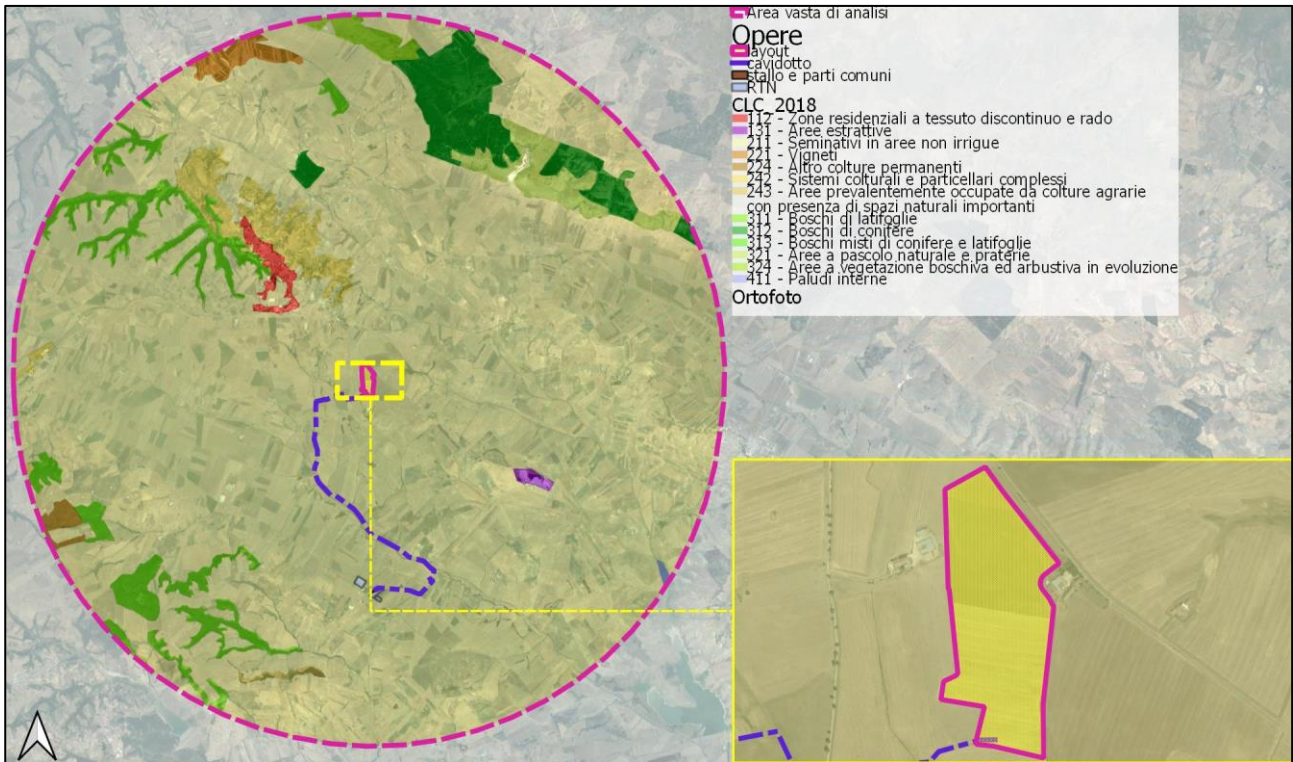 Area vasta di analisi
Opere
layout
cavidotto
stallo e parti comuni
RTN
CLC_2018
112 - Zone residenziali a tessuto discontinuo e rado
131 - Aree estrattive
211 - Seminativi in aree non irrigue
221 - Vigneti
224 - Altro colture permanenti
242 - Sistemi colturali e particellari complessi
243 - Aree prevalentemente occupate da colture agrarie
con presenza di spazi naturali importanti
311 - Boschi di latifoglie
312 - Boschi di conifere
313 - Boschi misti di conifere e latifoglie
321 - Aree a pascolo naturale e praterie
324 - Aree a vegetazione boschiva ed arbustiva in evoluzione
411 - Paludi interne
Ortofoto